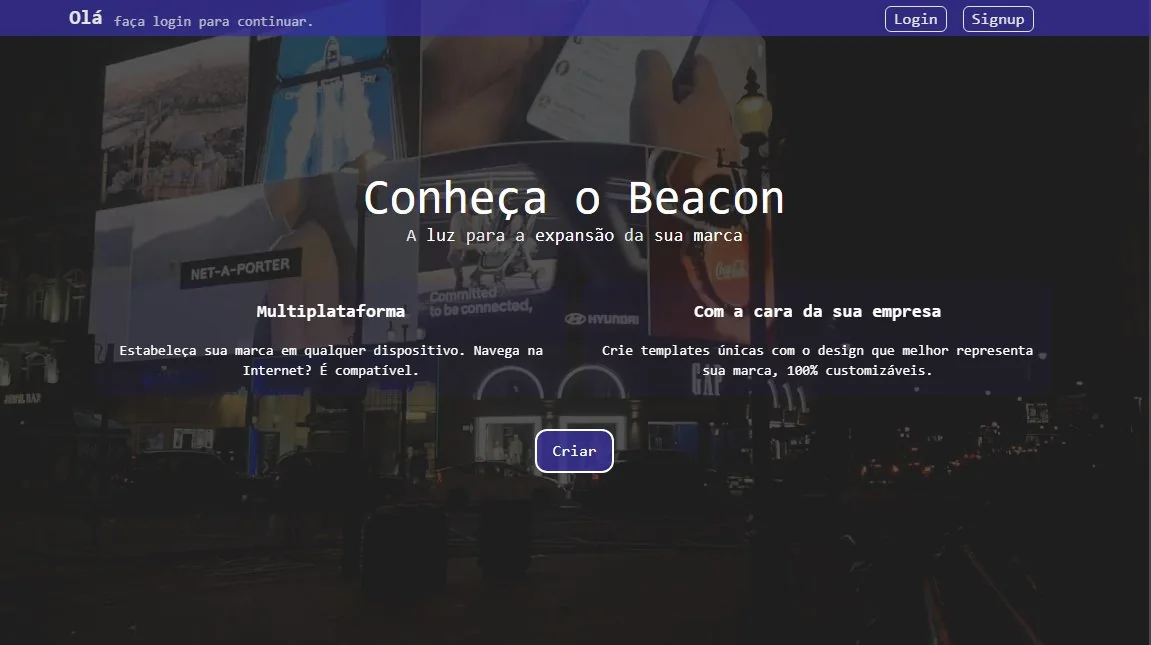 Olá faça login para continuar.
Login
Signup
Conheça o Beacon
A luz para a expansão da sua marca
NET-A-PORTER
Coca-Cola
Committed
to be connected,
HYUNDAI
Multiplataforma
Estabeleça sua marca em qualquer dispositivo. Navega na
Internet? É compatível.
Com a cara da sua empresa
Crie templates únicas com o design que melhor representa
sua marca, 100% customizáveis.
GAP
Criar